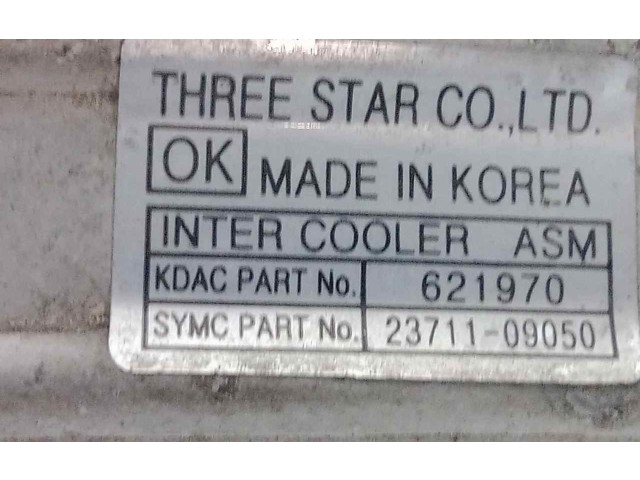 THREE STAR CO.,LTD.
OK MADE IN KOREA
INTER COOLER ASM
KDAC PART No. 621970
SYMC PART No. 23711-09050